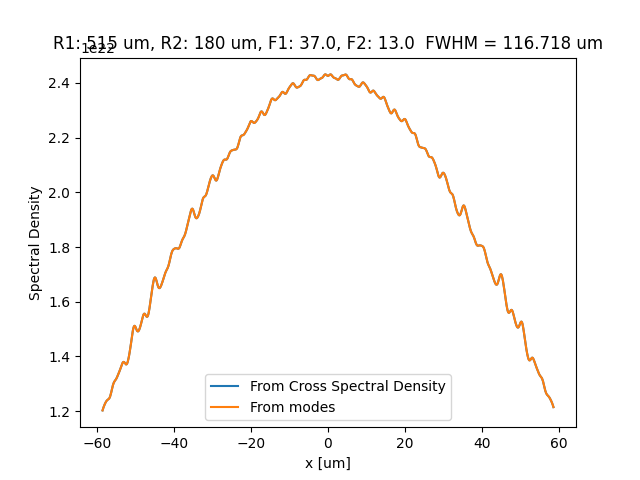 R1: 515 um, R2: 180 um, F1: 37.0, F2: 13.0  FWHM = 116.718 um
1e22
2.4
2.2
2.0
1.8
1.6
1.4
1.2
Spectral Density
From Cross Spectral Density
From modes
−60
−40
−20
0
20
40
60
x [um]